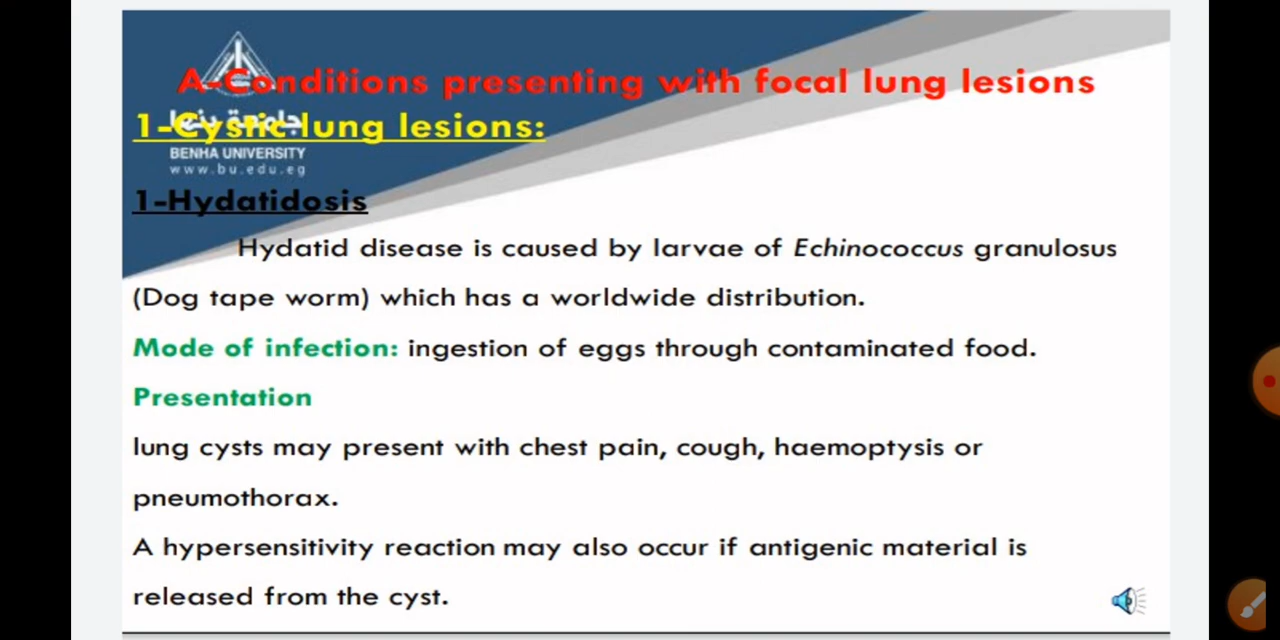 A-Conditions presenting with focal lung lesions
1-Cystic lung lesions:
جامعة بنها
BENHA UNIVERSITY
www.bu.edu.eg
1-Hydatidosis
Hydatid disease is caused by larvae of Echinococcus granulosus
(Dog tape worm) which has a worldwide distribution.
Mode of infection: ingestion of eggs through contaminated food.
Presentation
lung cysts may present with chest pain, cough, haemoptysis or
pneumothorax.
A hypersensitivity reaction may also occur if antigenic material is
released from the cyst.